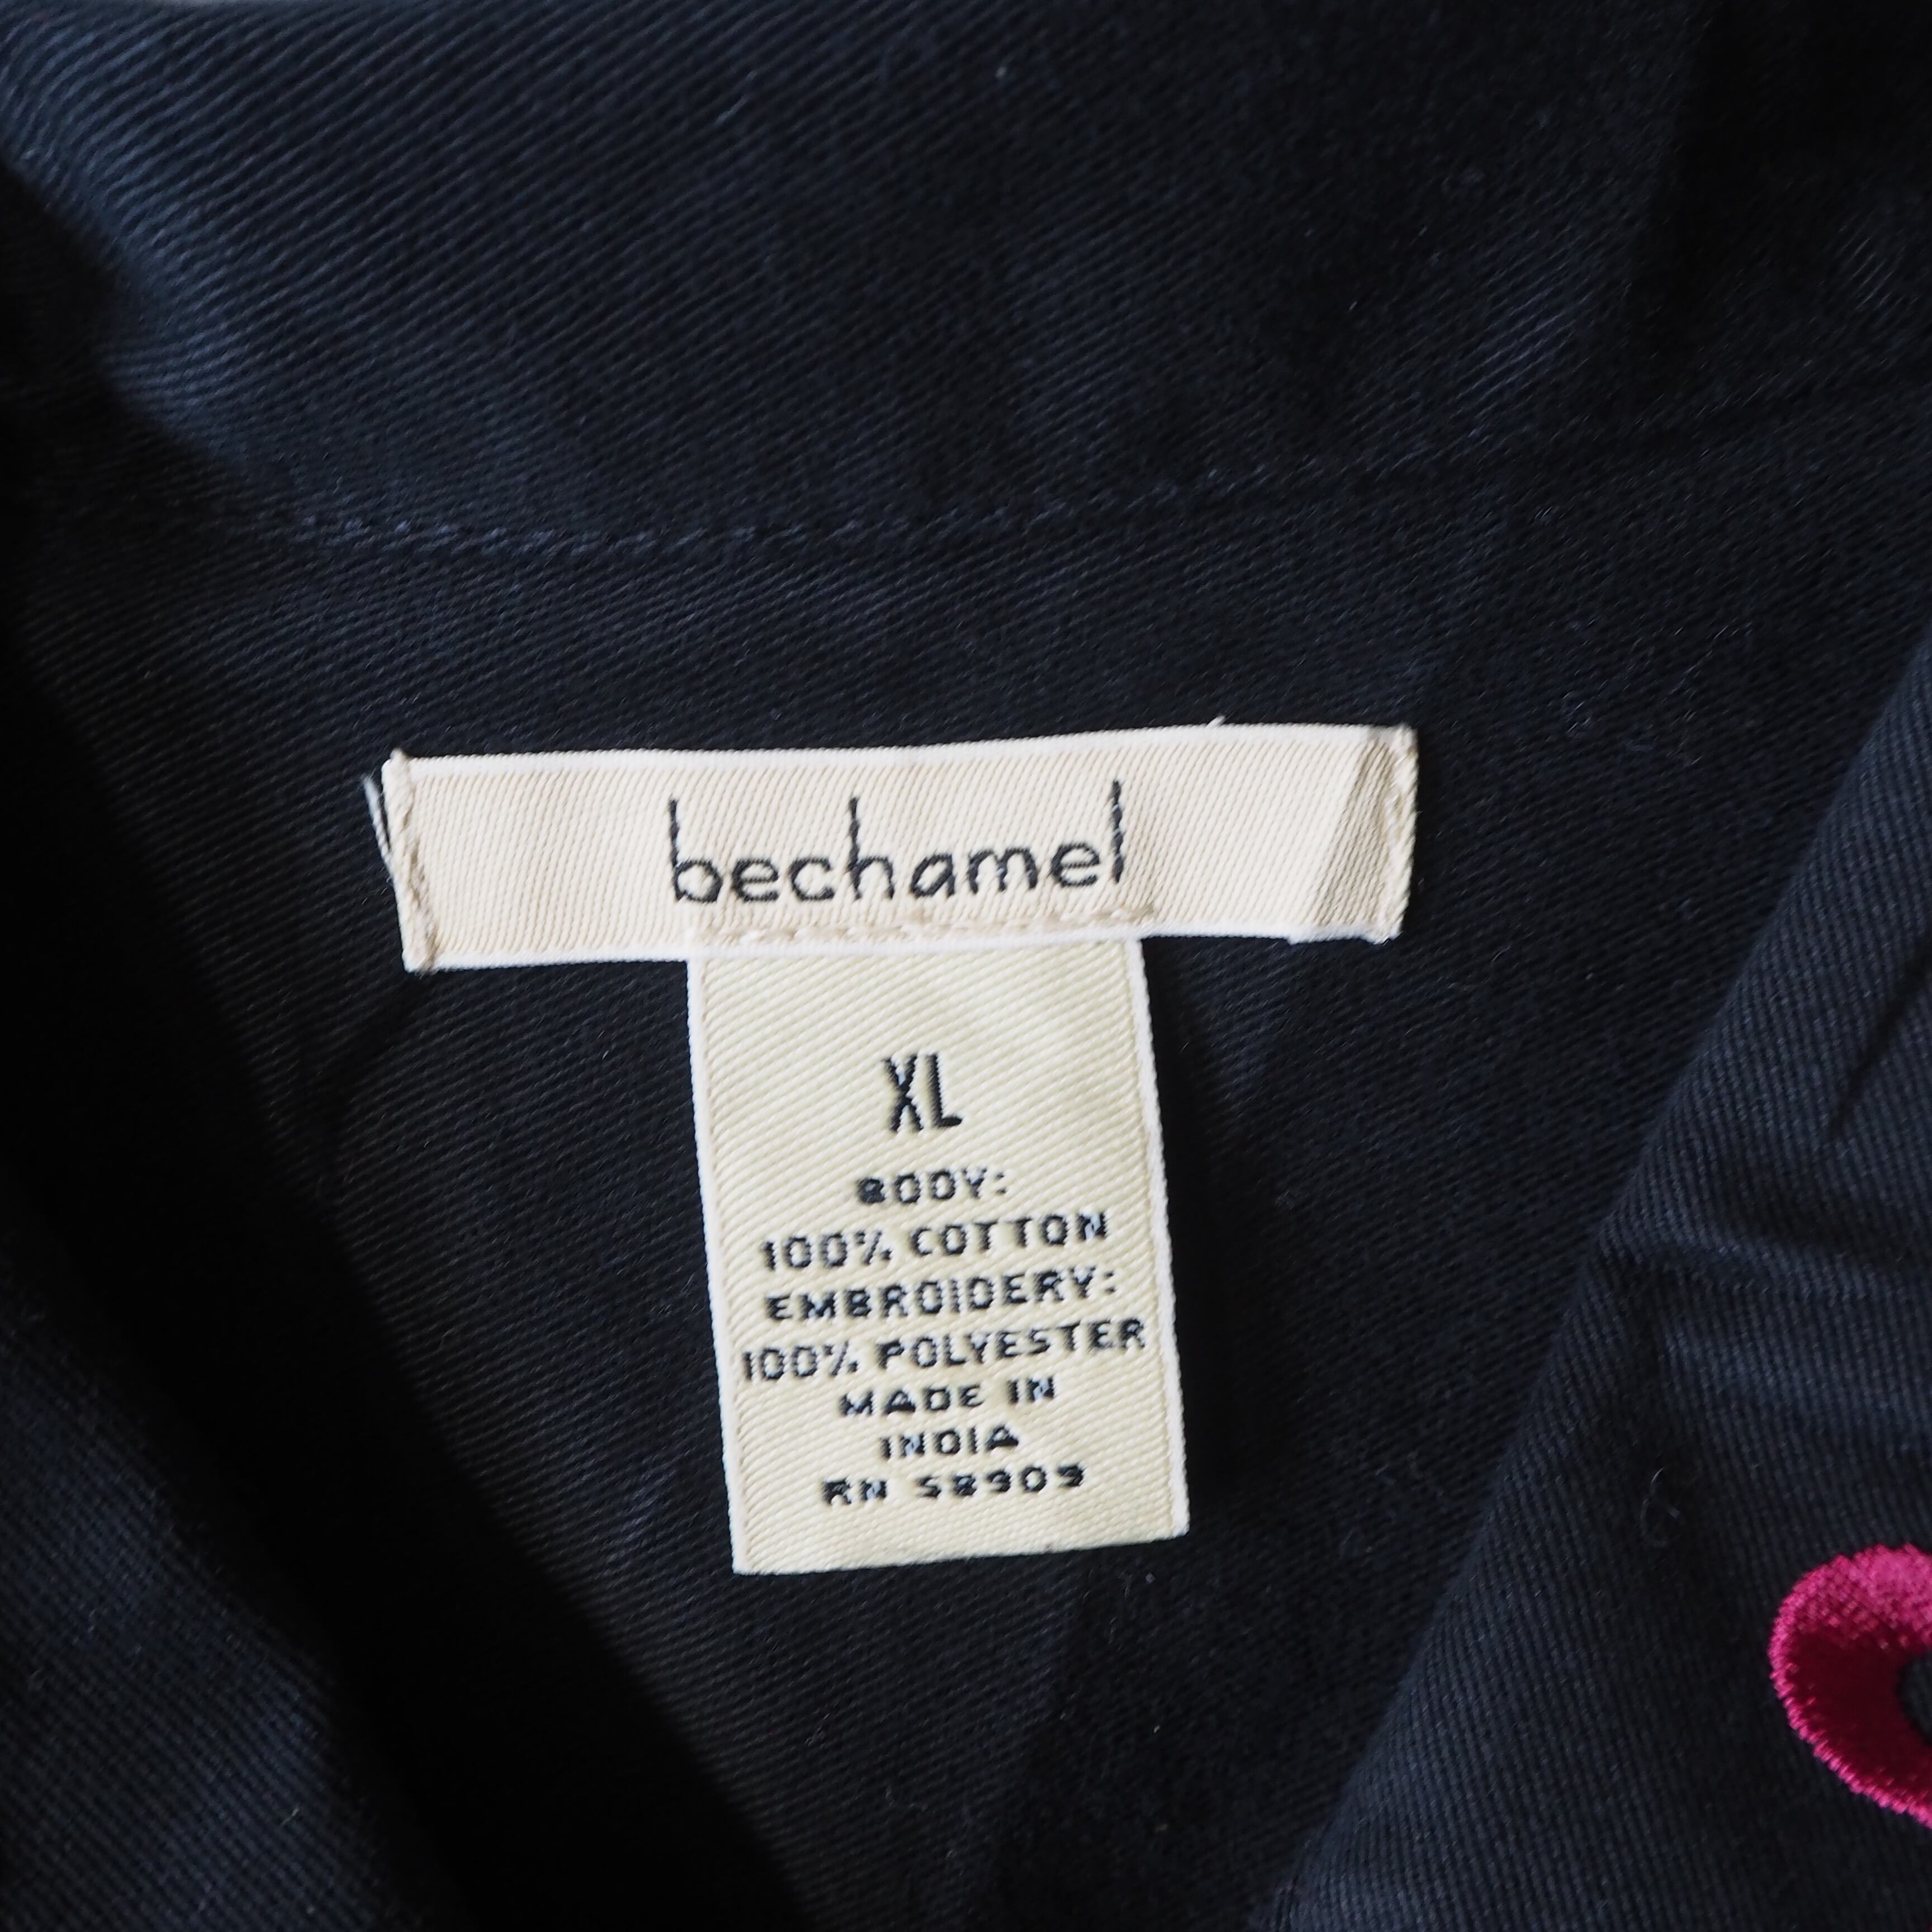 bechamel
XL
BODY:
100% COTTON
EMBROIDERY:
100% POLYESTER
MADE IN
INDIA
RN 58909